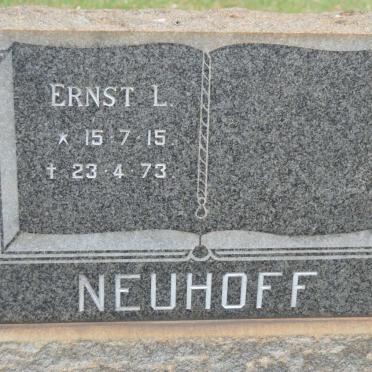 ERNST L.
* 15·7·15.
† 23·4·73.
NEUHOFF